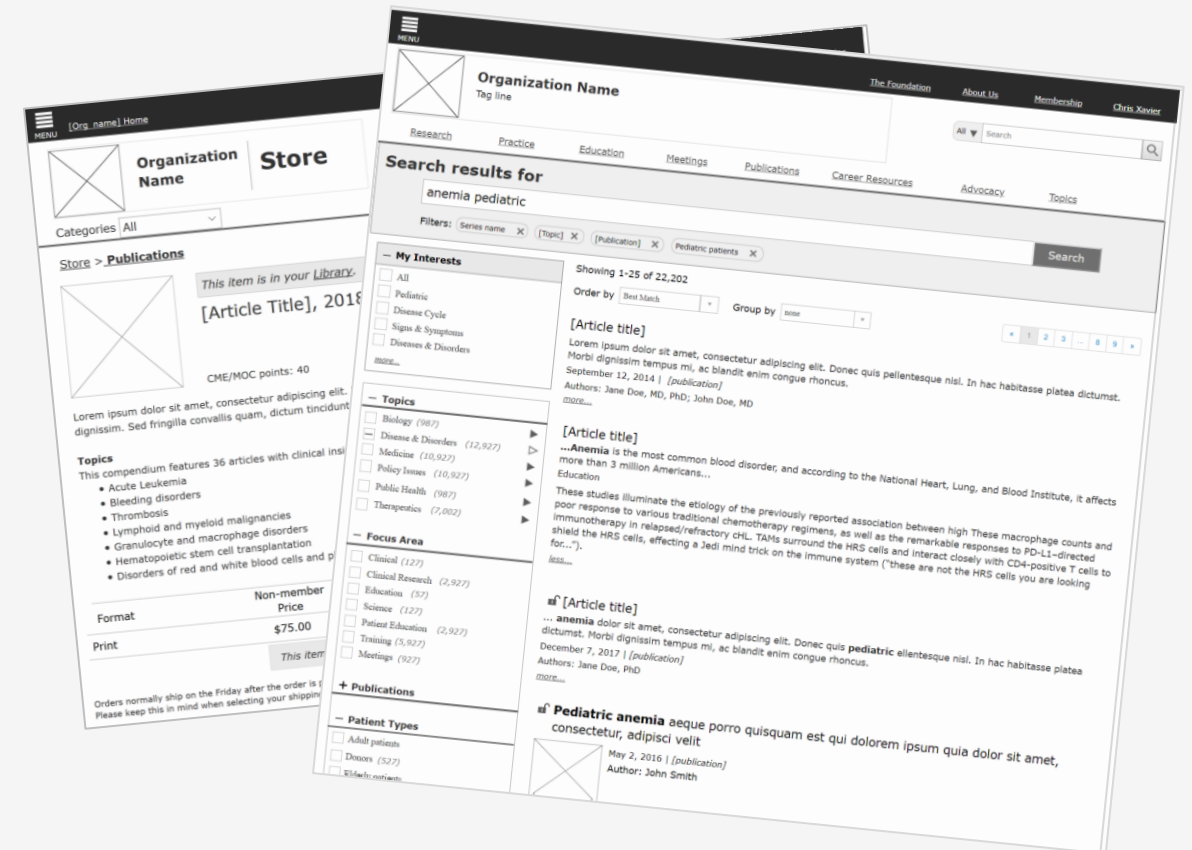 MENU
[Org_name] Home
Organization
Name
Store
Categories All
Store > Publications
This item is in your Library.
[Article Title], 2018
CME/MOC points: 40
Lorem ipsum dolor sit amet, consectetur adipiscing elit.
dignissim. Sed fringilla convallis quam, dictum tincidunt
Topics
This compendium features 36 articles with clinical insi
• Acute Leukemia
• Bleeding disorders
• Thrombosis
• Lymphoid and myeloid malignancies
• Granulocyte and macrophage disorders
• Hematopoietic stem cell transplantation
• Disorders of red and white blood cells and p
Format Non-member
Price
Print $75.00
This item
Orders normally ship on the Friday after the order is
Please keep this in mind when selecting your shippin
MENU
The Foundation About Us Membership Chris Xavier
Organization Name
Tag line
All ▼ Search
Research Practice Education Meetings Publications Career Resources Advocacy Topics
Search results for
anemia pediatric
Search
Filters: Series name X [Topic] X [Publication] X Pediatric patients X
— My Interests
All
Pediatric
Disease Cycle
Signs & Symptoms
Diseases & Disorders
more...
— Topics
Biology (987)
Disease & Disorders (12,927)
Medicine (10,927)
Policy Issues (10,927)
Public Health (987)
Therapeutics (7,002)
— Focus Area
Clinical (127)
Clinical Research (2,927)
Education (57)
Science (127)
Patient Education (2,927)
Training (5,927)
Meetings (927)
+ Publications
— Patient Types
Adult patients
Donors (527)
Elderly patients
Showing 1-25 of 22,202
Order by Best Match Group by none
« 1 2 3 ... 8 9 »
[Article title]
Lorem ipsum dolor sit amet, consectetur adipiscing elit. Donec quis pellentesque nisl. In hac habitasse platea dictumst.
Morbi dignissim tempus mi, ac blandit enim congue rhoncus.
September 12, 2014 | [publication]
Authors: Jane Doe, MD, PhD; John Doe, MD
more...
[Article title]
...Anemia is the most common blood disorder, and according to the National Heart, Lung, and Blood Institute, it affects
more than 3 million Americans...
Education
These studies illuminate the etiology of the previously reported association between high These macrophage counts and
poor response to various traditional chemotherapy regimens, as well as the remarkable responses to PD-L1–directed
immunotherapy in relapsed/refractory cHL. TAMs surround the HRS cells and interact closely with CD4-positive T cells to
shield the HRS cells, effecting a Jedi mind trick on the immune system (“these are not the HRS cells you are looking
for...”).
less...
[Article title]
... anemia dolor sit amet, consectetur adipiscing elit. Donec quis pediatric ellentesque nisl. In hac habitasse platea
dictumst. Morbi dignissim tempus mi, ac blandit enim congue rhoncus.
December 7, 2017 | [publication]
Authors: Jane Doe, PhD
more...
Pediatric anemia aeque porro quisquam est qui dolorem ipsum quia dolor sit amet,
consectetur, adipisci velit
May 2, 2016 | [publication]
Author: John Smith